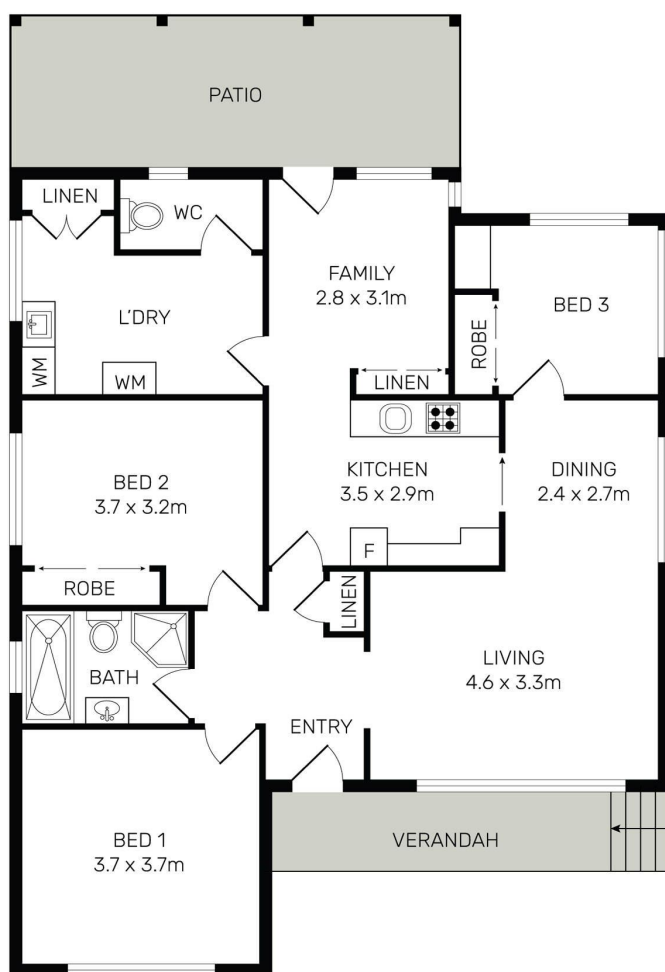 PATIO
LINEN
WC
FAMILY
2.8 x 3.1m
BED 3
L'DRY
ROBE
WM
WM
LINEN
BED 2
3.7 x 3.2m
KITCHEN
3.5 x 2.9m
DINING
2.4 x 2.7m
F
ROBE
LINEN
BATH
LIVING
4.6 x 3.3m
ENTRY
BED 1
3.7 x 3.7m
VERANDAH